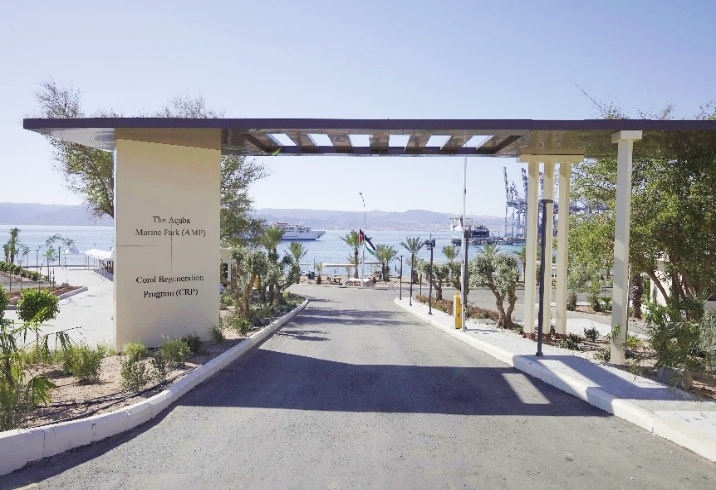 The Aqaba
Marine Park (AMP)
Coral Regeneration
Program (CRP)